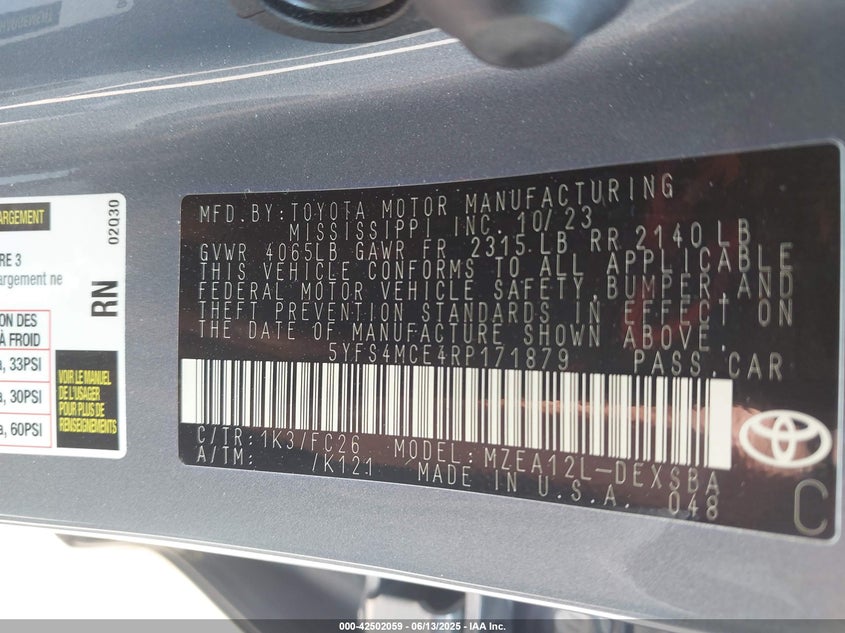 ARGEMENT
RE 3
argement ne
ON DES
À FROID
a, 33PSI
a, 30PSI
a, 60PSI
02Q30
RN
VOIR LE MANUEL
DE L'USAGER
POUR PLUS DE
RENSEIGNEMENTS
MFD.BY:TOYOTA MOTOR MANUFACTURING
MISSISSIPPI INC. 10/23
GVWR 4065LB GAWR FR 2315 LB RR 2140 LB
THIS VEHICLE CONFORMS TO ALL APPLICABLE
FEDERAL MOTOR VEHICLE SAFETY,BUMPER,AND
THEFT PREVENTION STANDARDS IN EFFECT ON
THE DATE OF MANUFACTURE SHOWN ABOVE.
5YFS4MCE4RP171879 PASS.CAR
C/TR:1K3/FC26 MODEL:MZEA12L-DEXSBA
A/TM: /K121 MADE IN U.S.A. 048
C
000-42502059 - 06/13/2025 - IAA Inc.